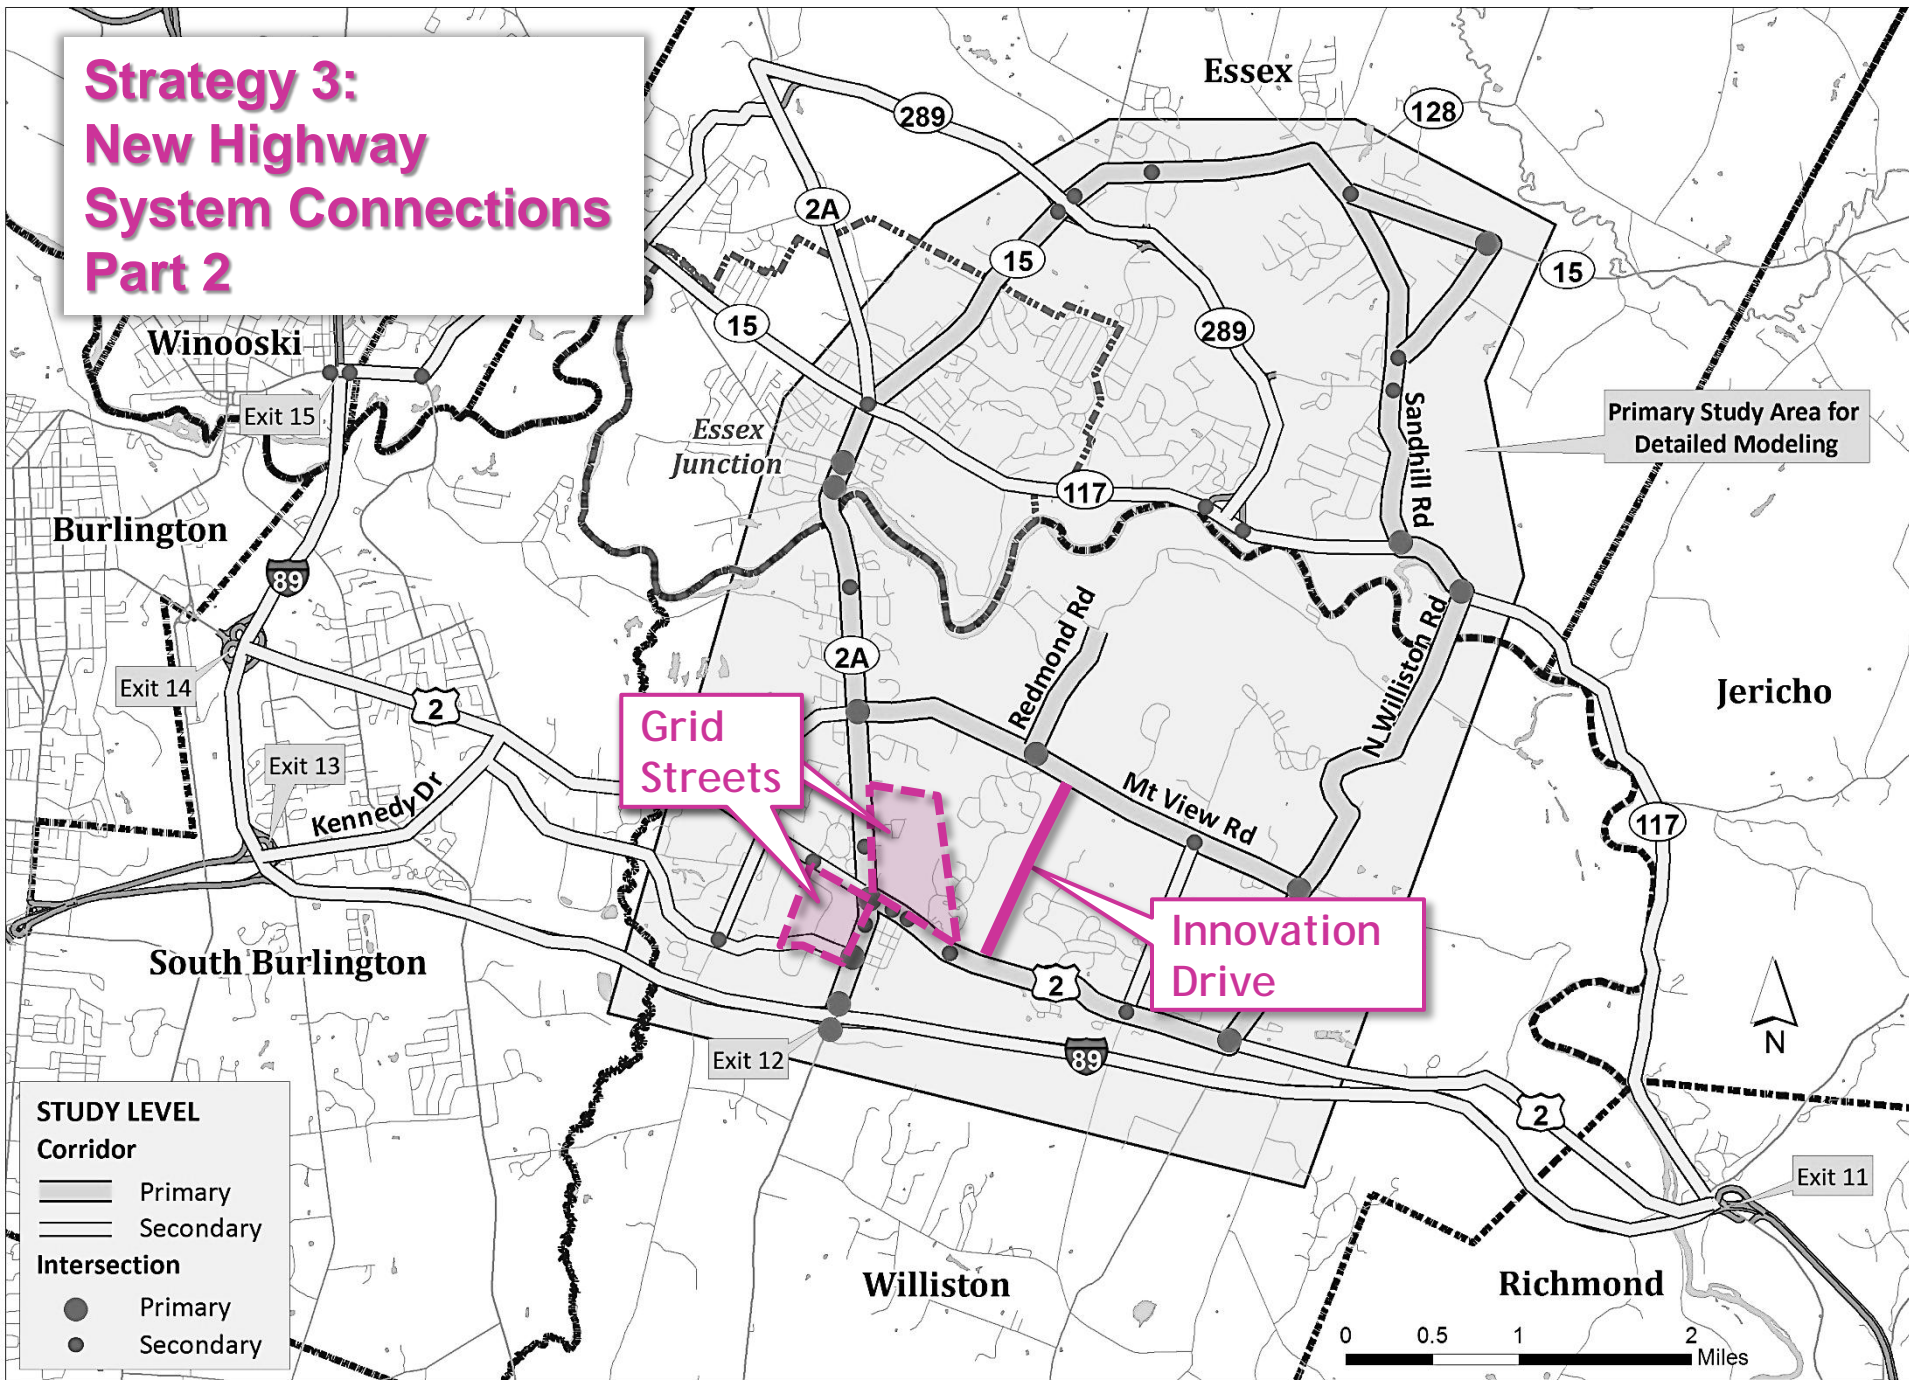 Strategy 3:
New Highway
System Connections
Part 2
Essex
128
289
2A
15
15
15
289
Winooski
Exit 15
Essex
Junction
Sandhill Rd
Primary Study Area for
Detailed Modeling
117
Burlington
89
2A
Redmond Rd
N Williston Rd
Exit 14
2
Jericho
Grid
Streets
Exit 13
Kennedy Dr
Mt View Rd
117
Innovation
Drive
South Burlington
2
N
Exit 12
89
2
STUDY LEVEL
Corridor
Primary
Secondary
Intersection
Primary
Secondary
Exit 11
Williston
Richmond
0 0.5 1 2
Miles